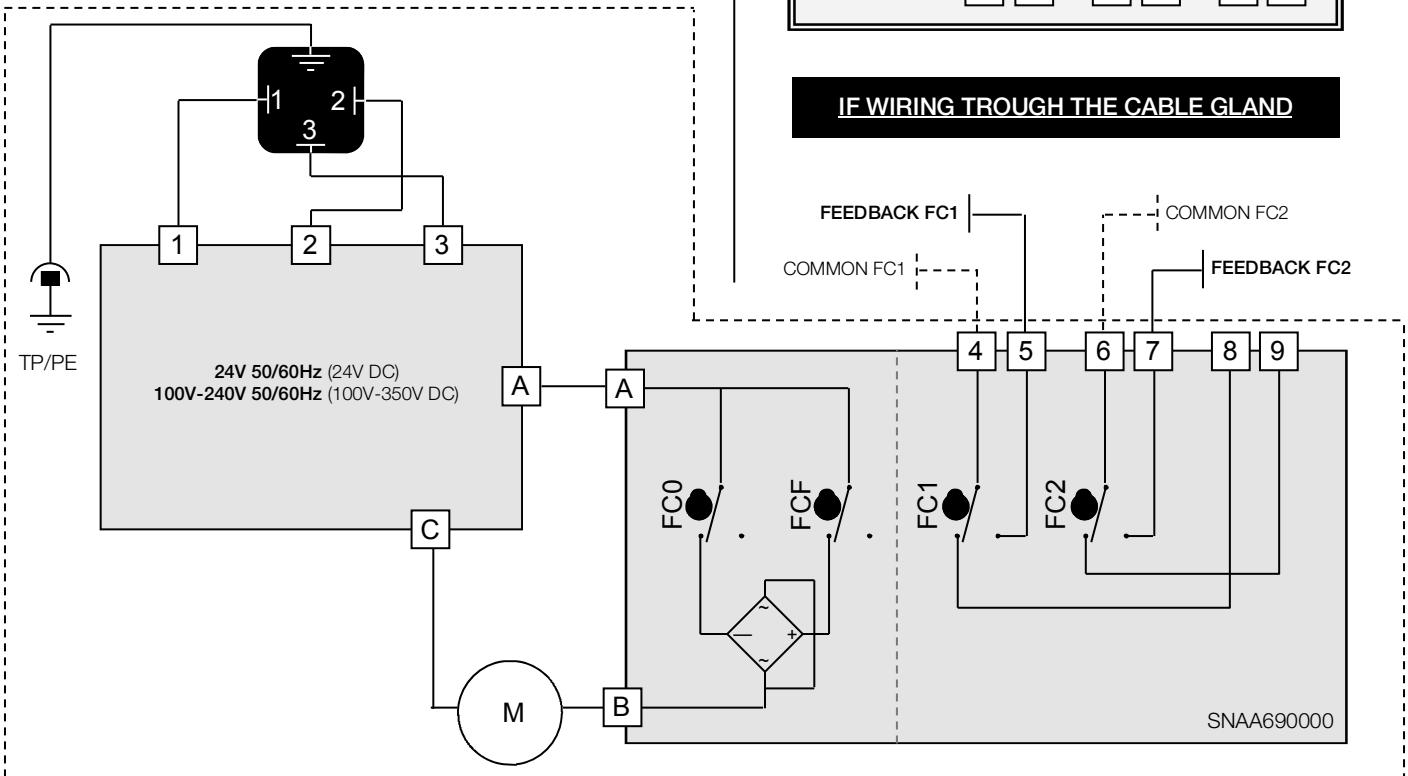 IF WIRING TROUGH THE CABLE GLAND
1 2
3
FEEDBACK FC1
COMMON FC2
COMMON FC1
FEEDBACK FC2
1 2 3
TP/PE
24V 50/60Hz (24V DC)
100V-240V 50/60Hz (100V-350V DC)
A
A
4 5 6 7 8 9
FC0 FCF FC1 FC2
~
— +
~
C
M
B
SNAA690000